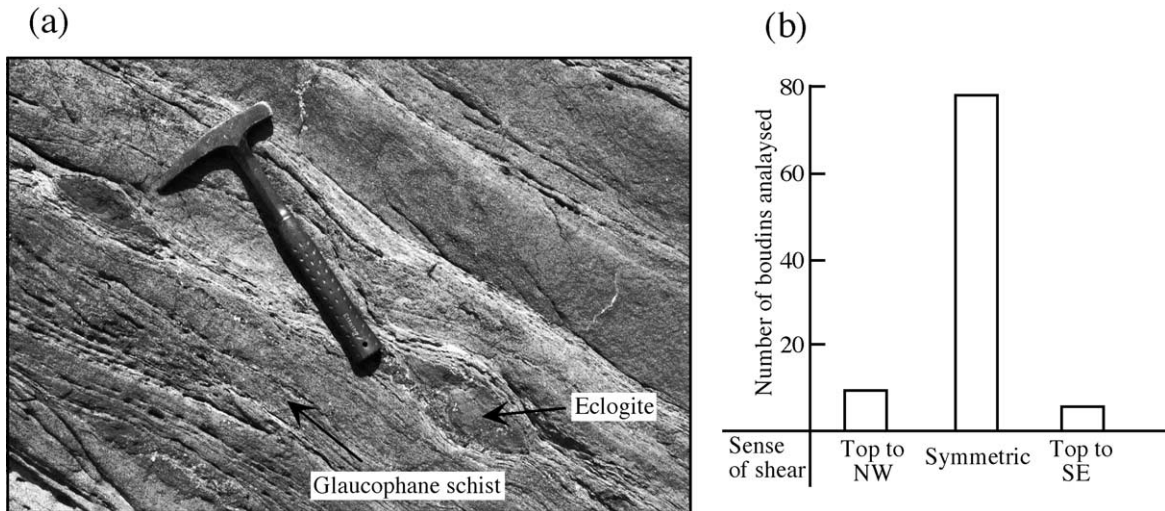 (a)
Eclogite
Glaucophane schist
(b)
Number of boudins analaysed
80
60
40
20
Sense
of shear
Top to
NW
Symmetric
Top to
SE